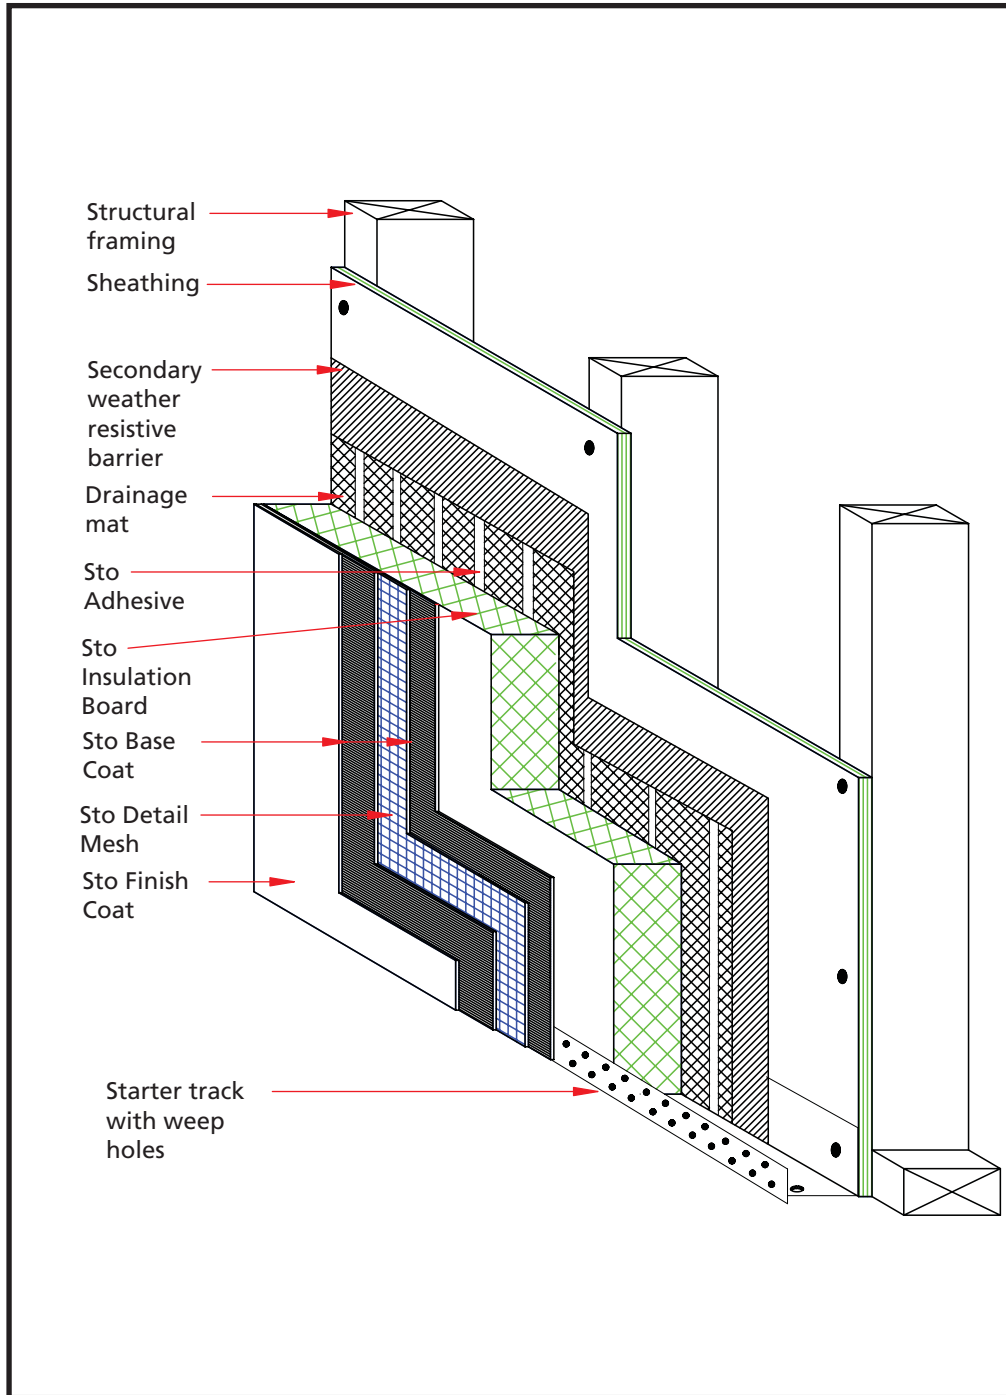 Structural
framing
Sheathing
Secondary
weather
resistive
barrier
Drainage
mat
Sto
Adhesive
Sto
Insulation
Board
Sto Base
Coat
Sto Detail
Mesh
Sto Finish
Coat
Starter track
with weep
holes